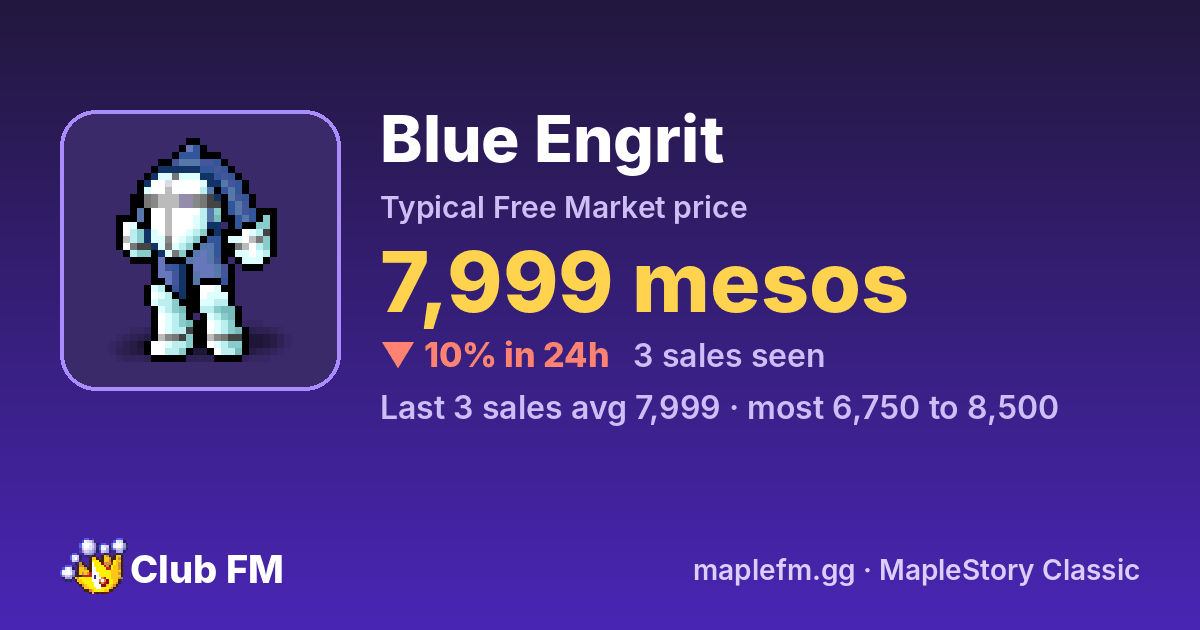 Blue Engrit
Typical Free Market price
7,999 mesos
▼ 10% in 24h 3 sales seen
Last 3 sales avg 7,999 · most 6,750 to 8,500
Club FM
maplefm.gg · MapleStory Classic